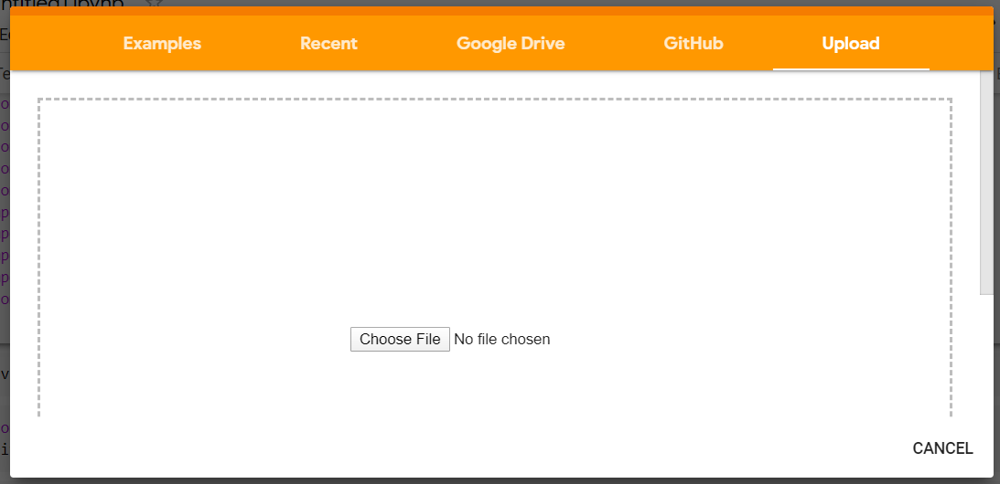 Examples Recent Google Drive GitHub Upload
Choose File No file chosen
CANCEL